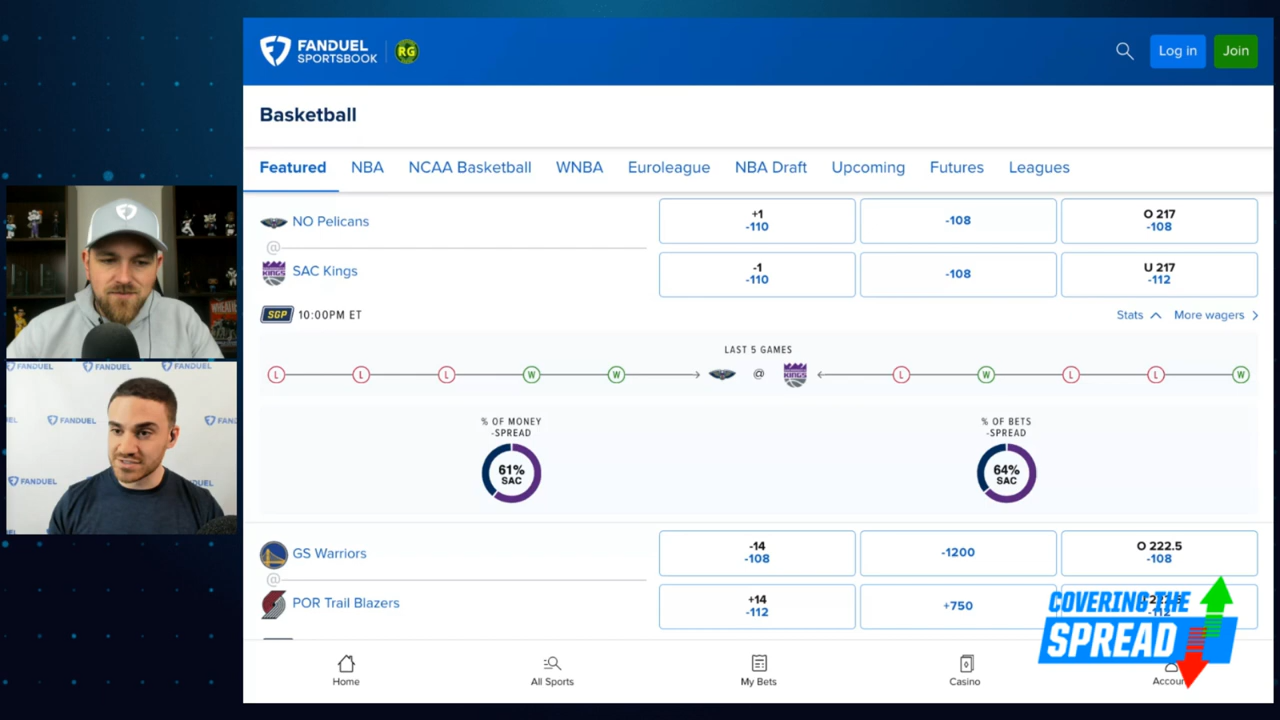 FANDUEL
SPORTSBOOK
RG
Log in
Join
Basketball
Featured
NBA
NCAA Basketball
WNBA
Euroleague
NBA Draft
Upcoming
Futures
Leagues
NO Pelicans
+1
-110
-108
O 217
-108
@
SAC Kings
-1
-110
-108
U 217
-112
SGP 10:00PM ET
Stats
More wagers
LAST 5 GAMES
L
L
L
W
W
@
KINGS
L
W
L
L
W
% OF MONEY
-SPREAD
61%
SAC
% OF BETS
-SPREAD
64%
SAC
GS Warriors
-14
-108
-1200
O 222.5
-108
@
POR Trail Blazers
+14
-112
+750
-112
COVERING THE
SPREAD
Home
All Sports
My Bets
Casino
Accoun
FANDUEL
FANDUEL
FANDUEL
FANDUEL
FANDUEL